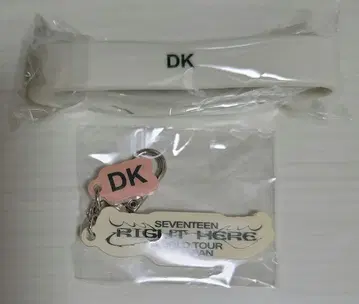 DK
DK
SEVENTEEN
RIGHT HERE
WORLD TOUR
JAPAN